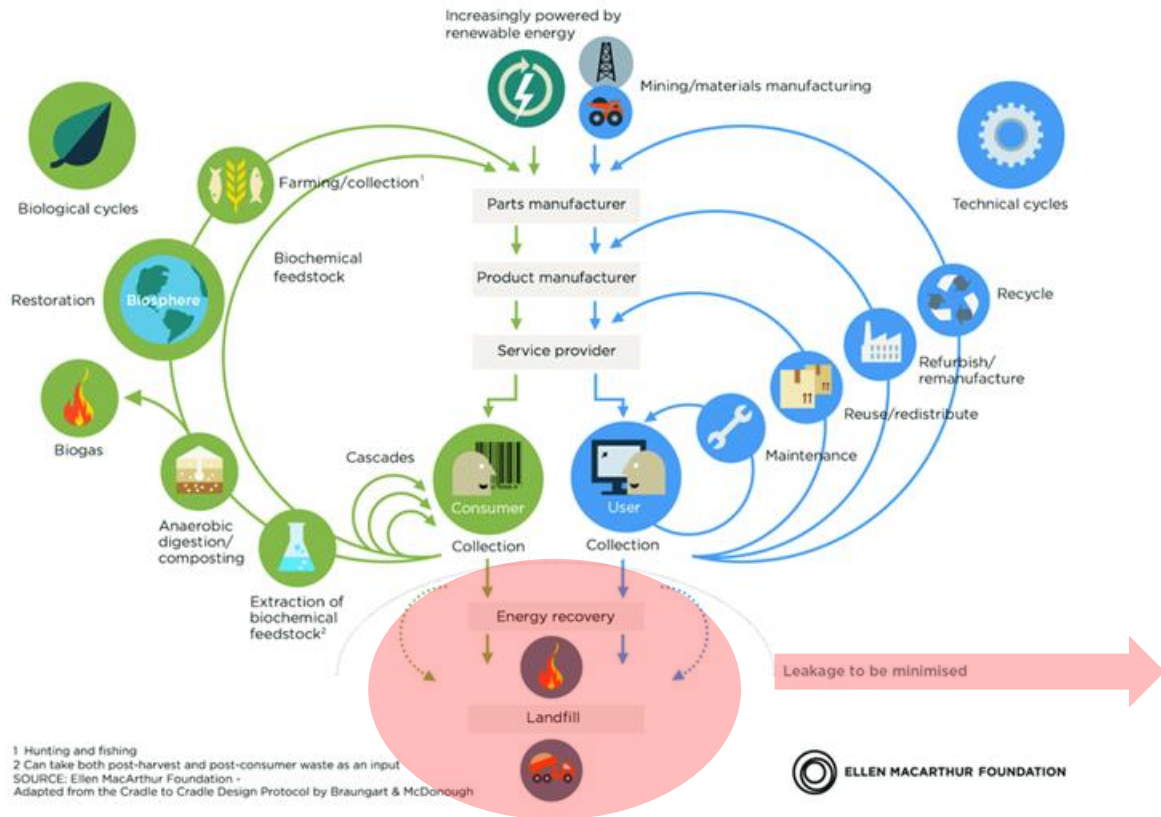 Increasingly powered by
renewable energy
Mining/materials manufacturing
Biological cycles
Farming/collection¹
Technical cycles
Parts manufacturer
Biochemical
feedstock
Product manufacturer
Restoration
Biosphere
Recycle
Service provider
Refurbish/
remanufacture
Reuse/redistribute
Biogas
Cascades
Maintenance
Consumer
User
Anaerobic
digestion/
composting
Collection
Collection
Extraction of
biochemical
feedstock²
Energy recovery
Leakage to be minimised
Landfill
1 Hunting and fishing
2 Can take both post-harvest and post-consumer waste as an input
SOURCE: Ellen MacArthur Foundation -
Adapted from the Cradle to Cradle Design Protocol by Braungart & McDonough
ELLEN MACARTHUR FOUNDATION